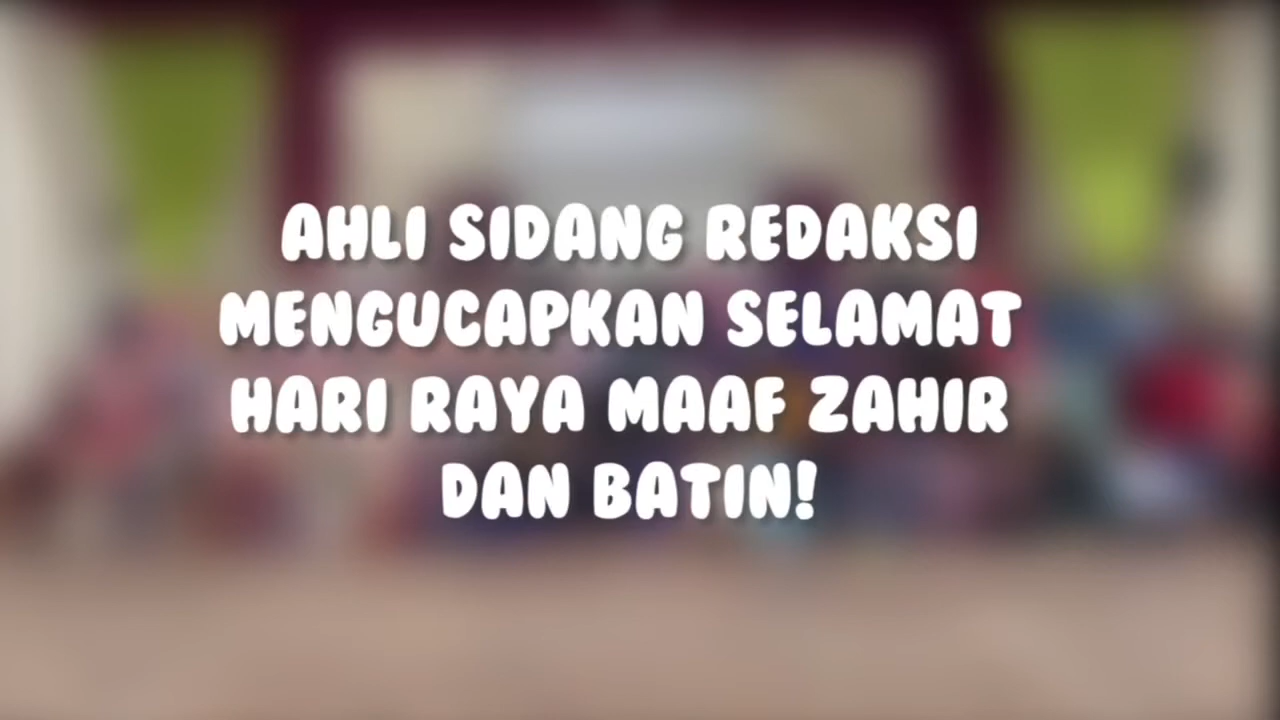 AHLI SIDANG REDAKSI
MENGUCAPKAN SELAMAT
HARI RAYA MAAF ZAHIR
DAN BATIN!